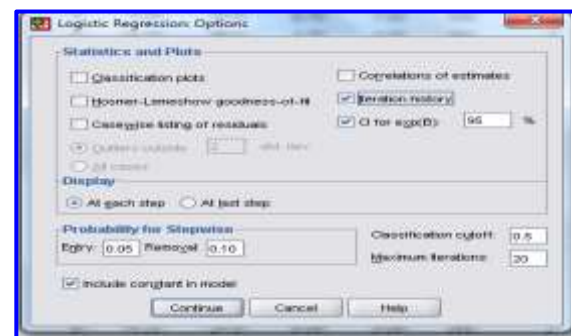 Logistic Regression: Options
Statistics and Plots
Classification plots
Hosmer-Lemeshow goodness-of-fit
Casewise listing of residuals
Outliers outside 2 std. dev.
All cases
Correlations of estimates
Iteration history
CI for exp(B): 95 %
Display
At each step At last step
Probability for Stepwise
Entry: 0.05 Removal: 0.10
Classification cutoff: 0.5
Maximum Iterations: 20
Include constant in model
Continue Cancel Help